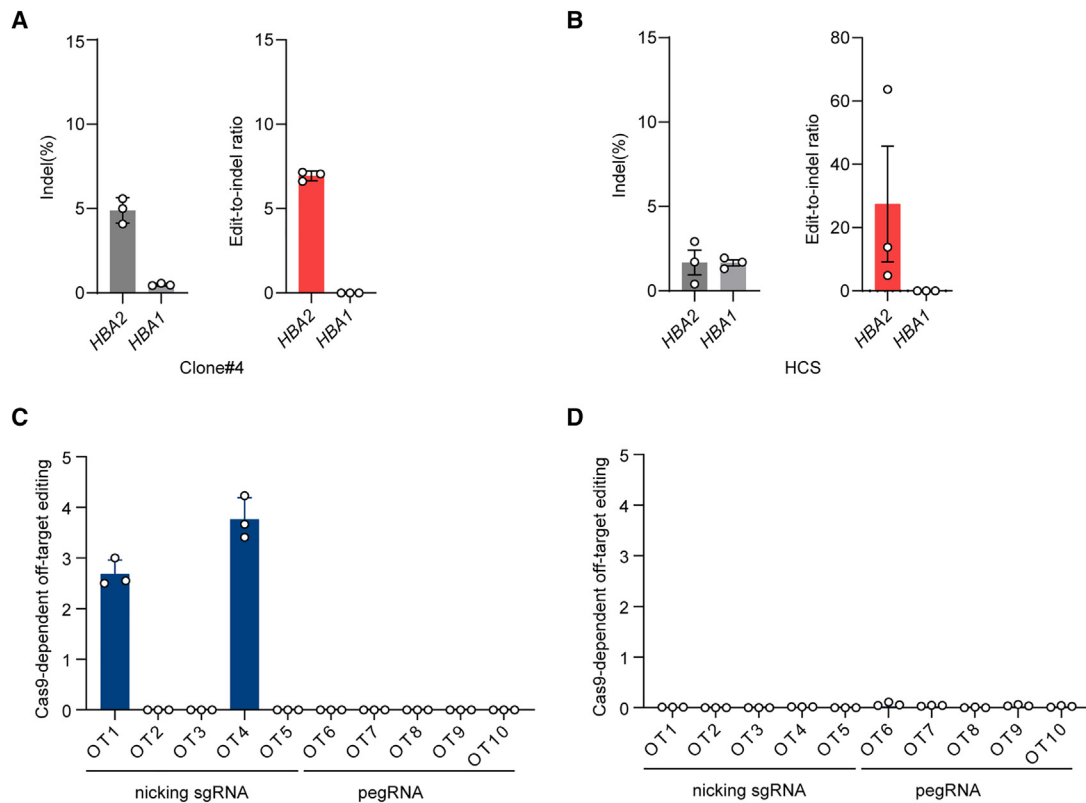 A
B
15
10
5
0
Indel(%)
HBA2
HBA1
15
10
5
0
Edit-to-indel ratio
HBA2
HBA1
Clone#4
15
10
5
0
Indel(%)
HBA2
HBA1
80
60
40
20
0
Edit-to-indel ratio
HBA2
HBA1
HCS
C
D
5
4
3
2
1
0
Cas9-dependent off-target editing
OT1
OT2
OT3
OT4
OT5
OT6
OT7
OT8
OT9
OT10
nicking sgRNA
pegRNA
5
4
3
2
1
0
Cas9-dependent off-target editing
OT1
OT2
OT3
OT4
OT5
OT6
OT7
OT8
OT9
OT10
nicking sgRNA
pegRNA